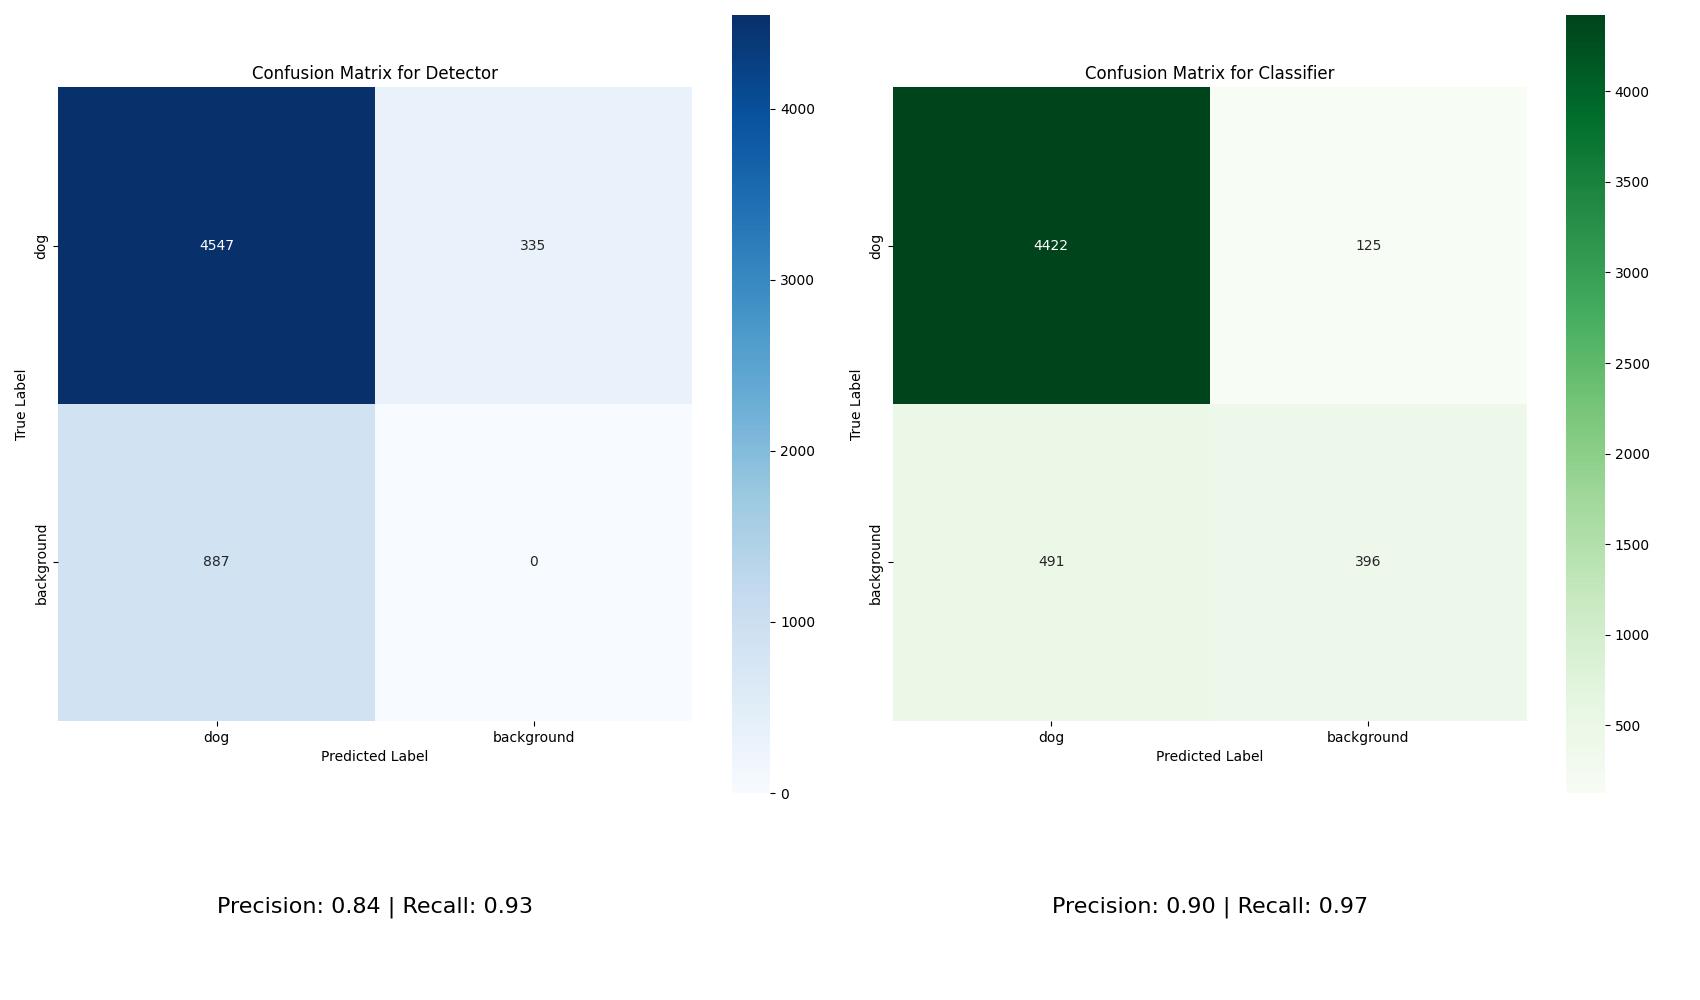 Confusion Matrix for Detector
dog
background
True Label
4547
335
887
0
dog
background
Predicted Label
4000
3000
2000
1000
0
Precision: 0.84 | Recall: 0.93
Confusion Matrix for Classifier
dog
background
True Label
4422
125
491
396
dog
background
Predicted Label
4000
3500
3000
2500
2000
1500
1000
500
Precision: 0.90 | Recall: 0.97